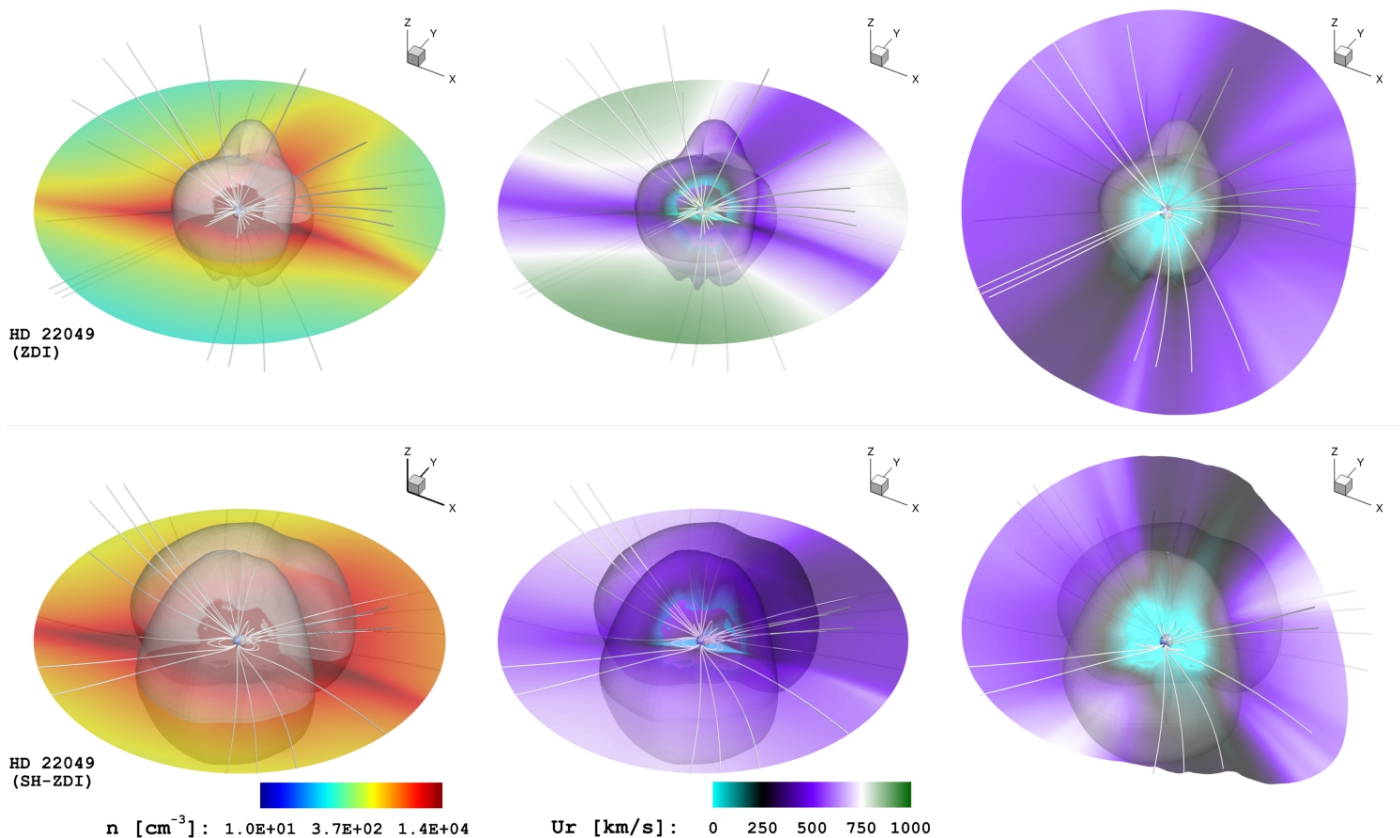 Z
Y
X
Z
Y
X
Z
Y
X
HD 22049
(ZDI)
Z
Y
X
Z
Y
X
Z
Y
X
HD 22049
(SH-ZDI)
n [cm⁻³]: 1.0E+01 3.7E+02 1.4E+04
Ur [km/s]: 0 250 500 750 1000